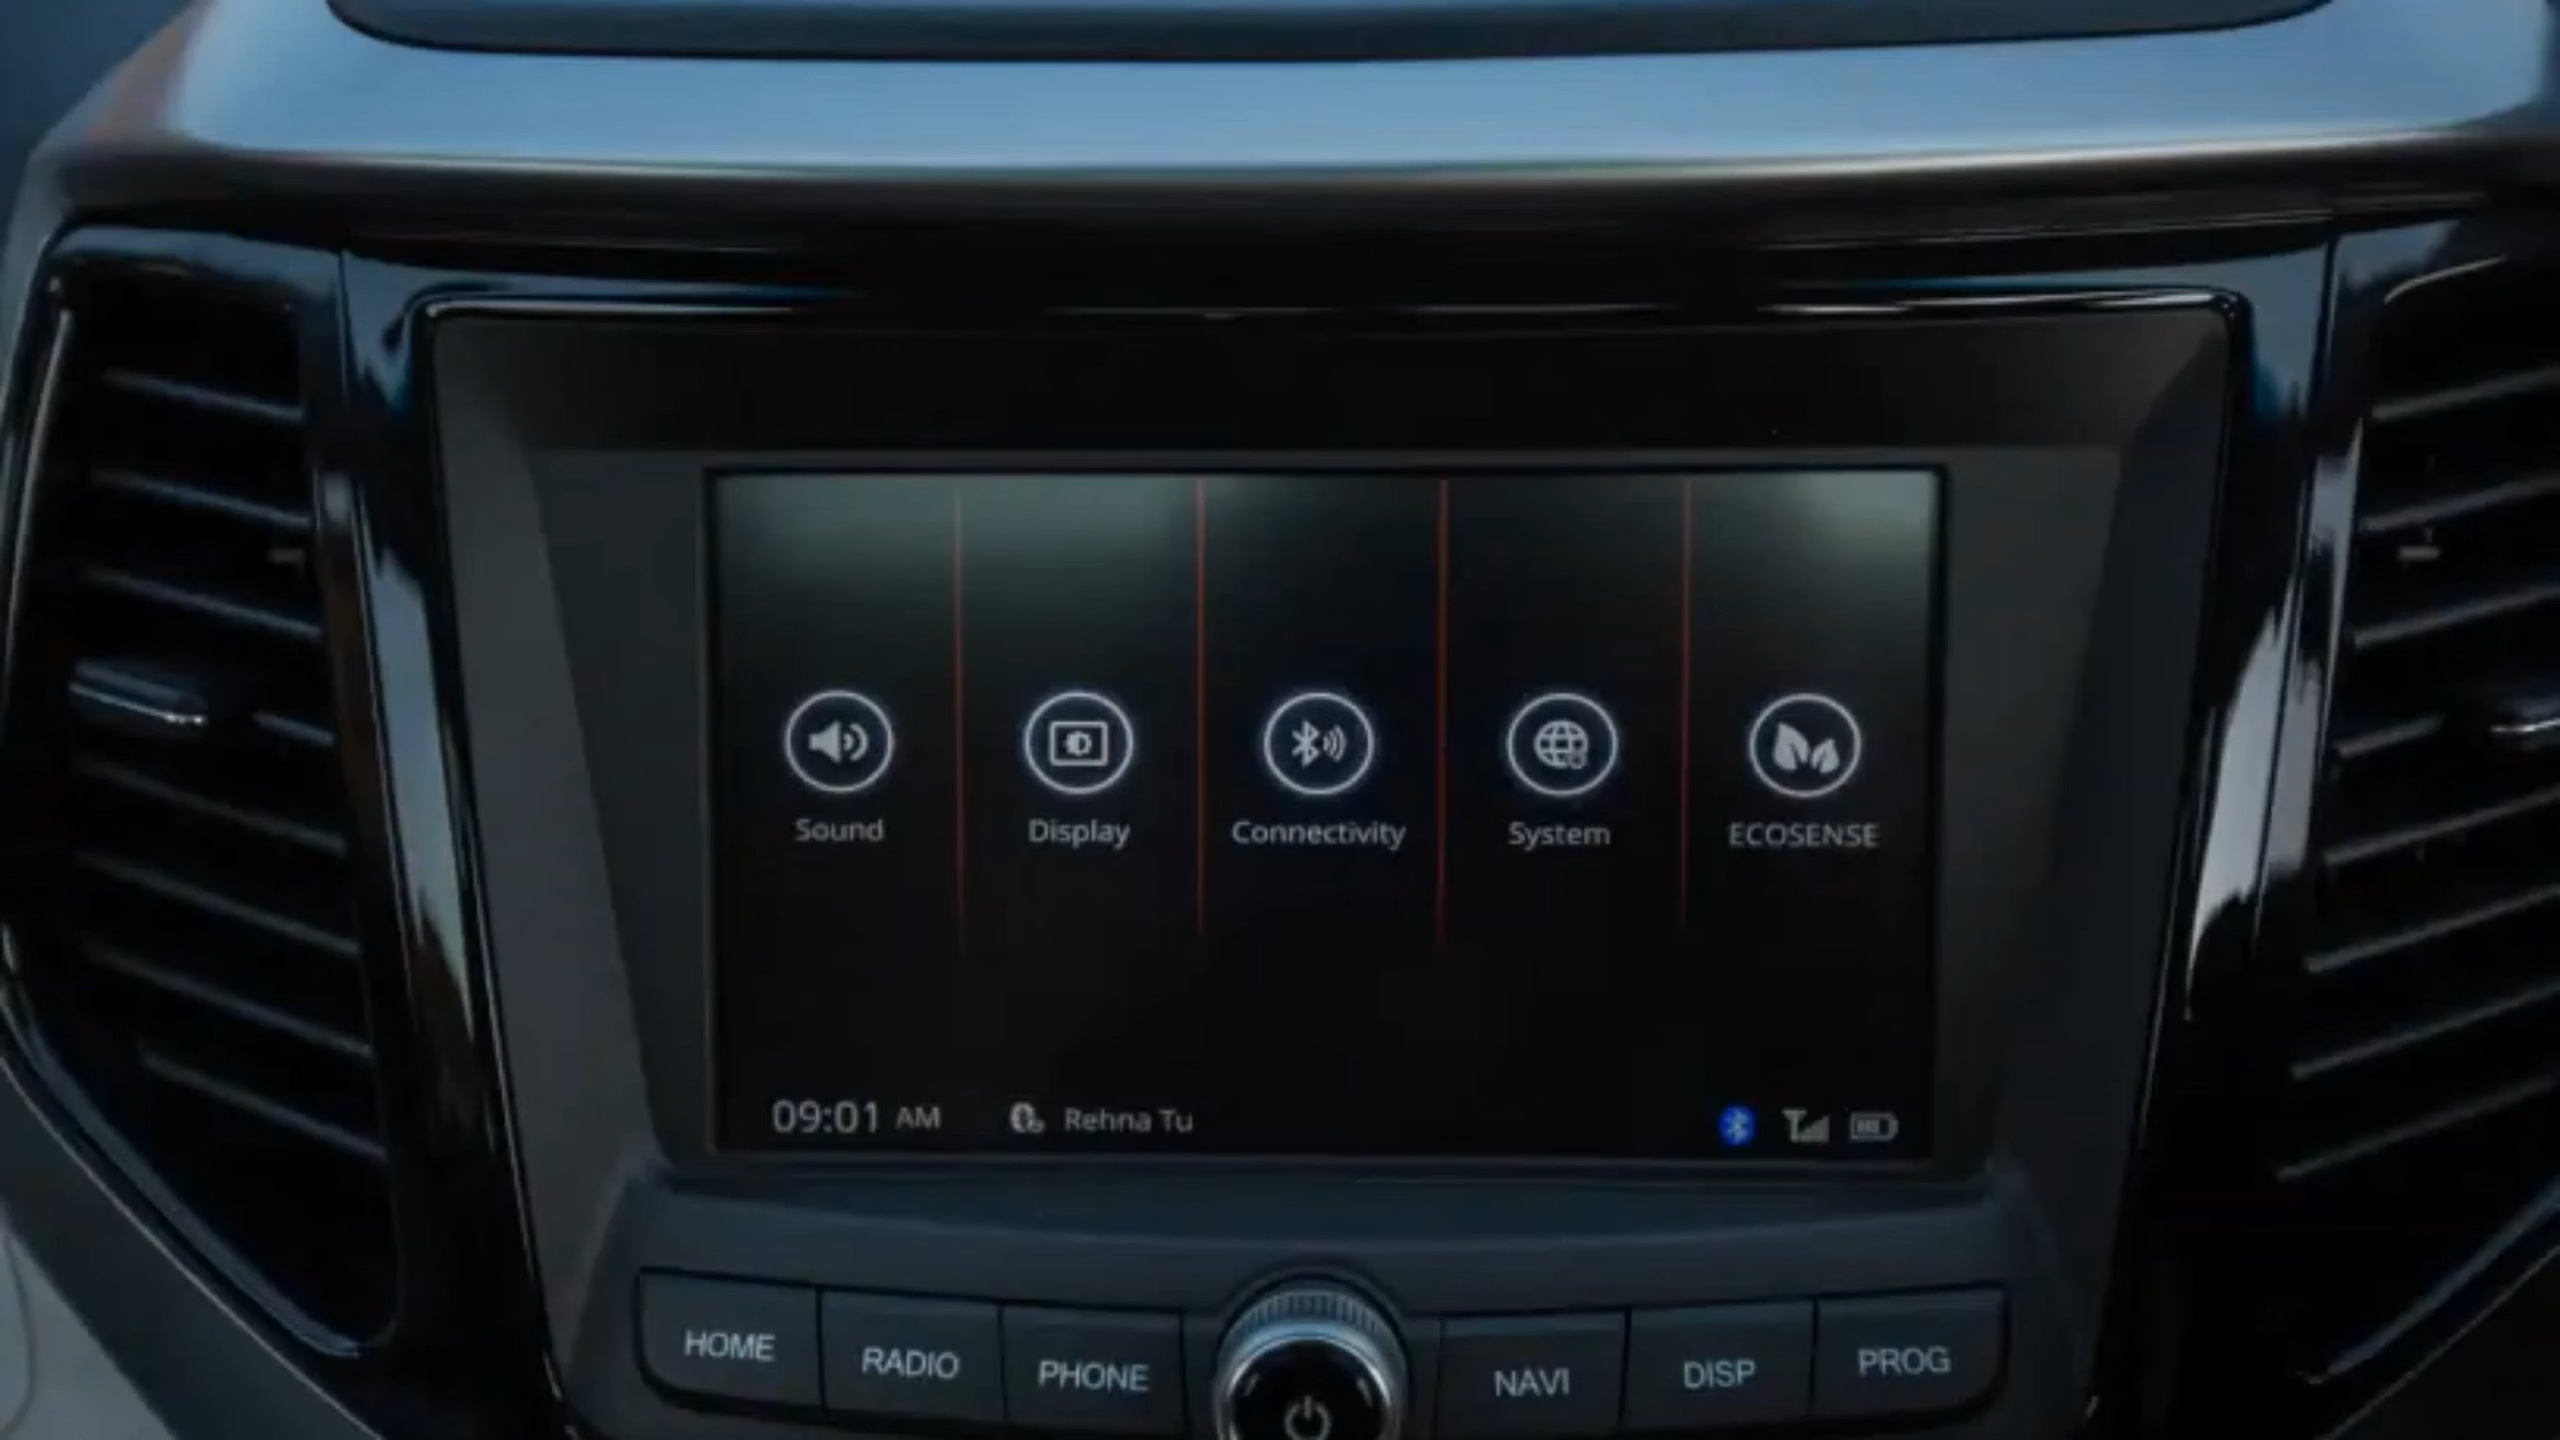 Sound Display Connectivity System ECOSENSE
09:01 AM Rehna Tu
HOME RADIO PHONE NAVI DISP PROG